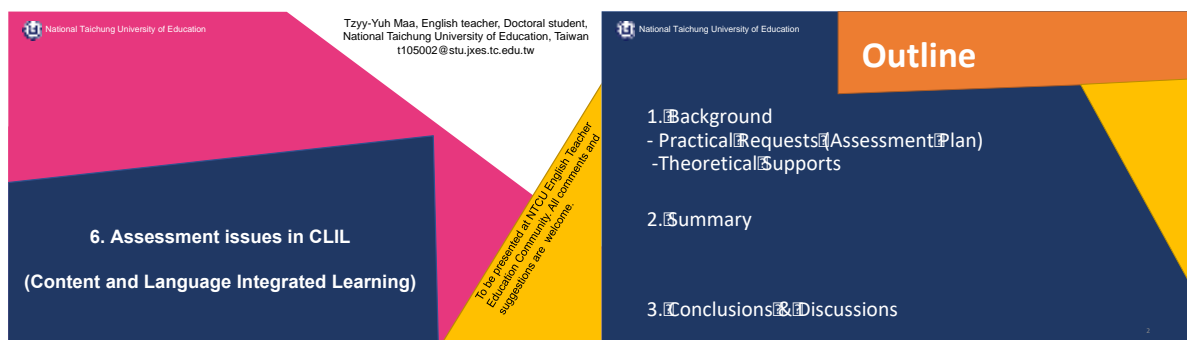 National Taichung University of Education
Tzyy-Yuh Maa, English teacher, Doctoral student,
National Taichung University of Education, Taiwan
t105002@stu.jxes.tc.edu.tw
To be presented at NTCU English Teacher
Education Community. All comments and
suggestions are welcome.
6. Assessment issues in CLIL
(Content and Language Integrated Learning)
National Taichung University of Education
Outline
1. Background
- Practical Requests (Assessment Plan)
-Theoretical Supports
2. Summary
3. Conclusions & Discussions
2